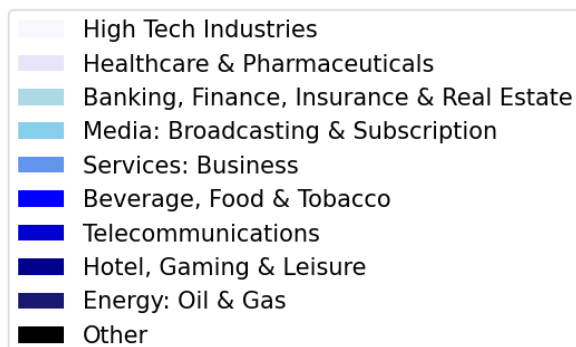 High Tech Industries
Healthcare & Pharmaceuticals
Banking, Finance, Insurance & Real Estate
Media: Broadcasting & Subscription
Services: Business
Beverage, Food & Tobacco
Telecommunications
Hotel, Gaming & Leisure
Energy: Oil & Gas
Other